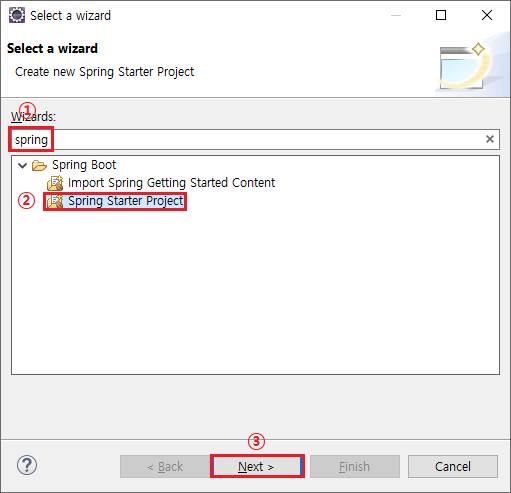 Select a wizard
Select a wizard
Create new Spring Starter Project
①
Wizards:
spring
Spring Boot
Import Spring Getting Started Content
② Spring Starter Project
③
? < Back Next > Finish Cancel